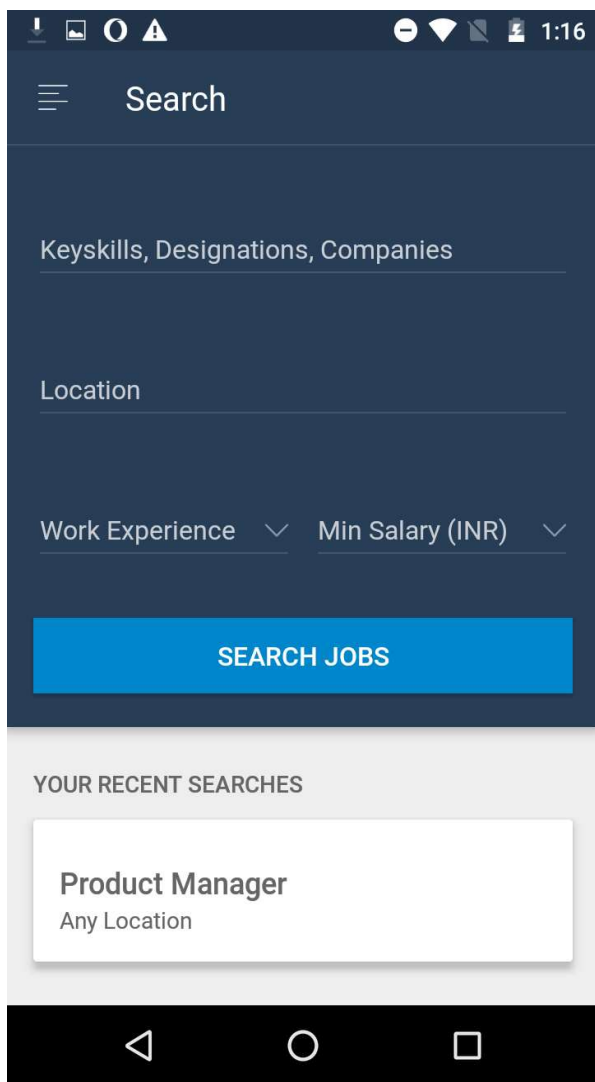 1:16
Search
Keyskills, Designations, Companies
Location
Work Experience Min Salary (INR)
SEARCH JOBS
YOUR RECENT SEARCHES
Product Manager
Any Location